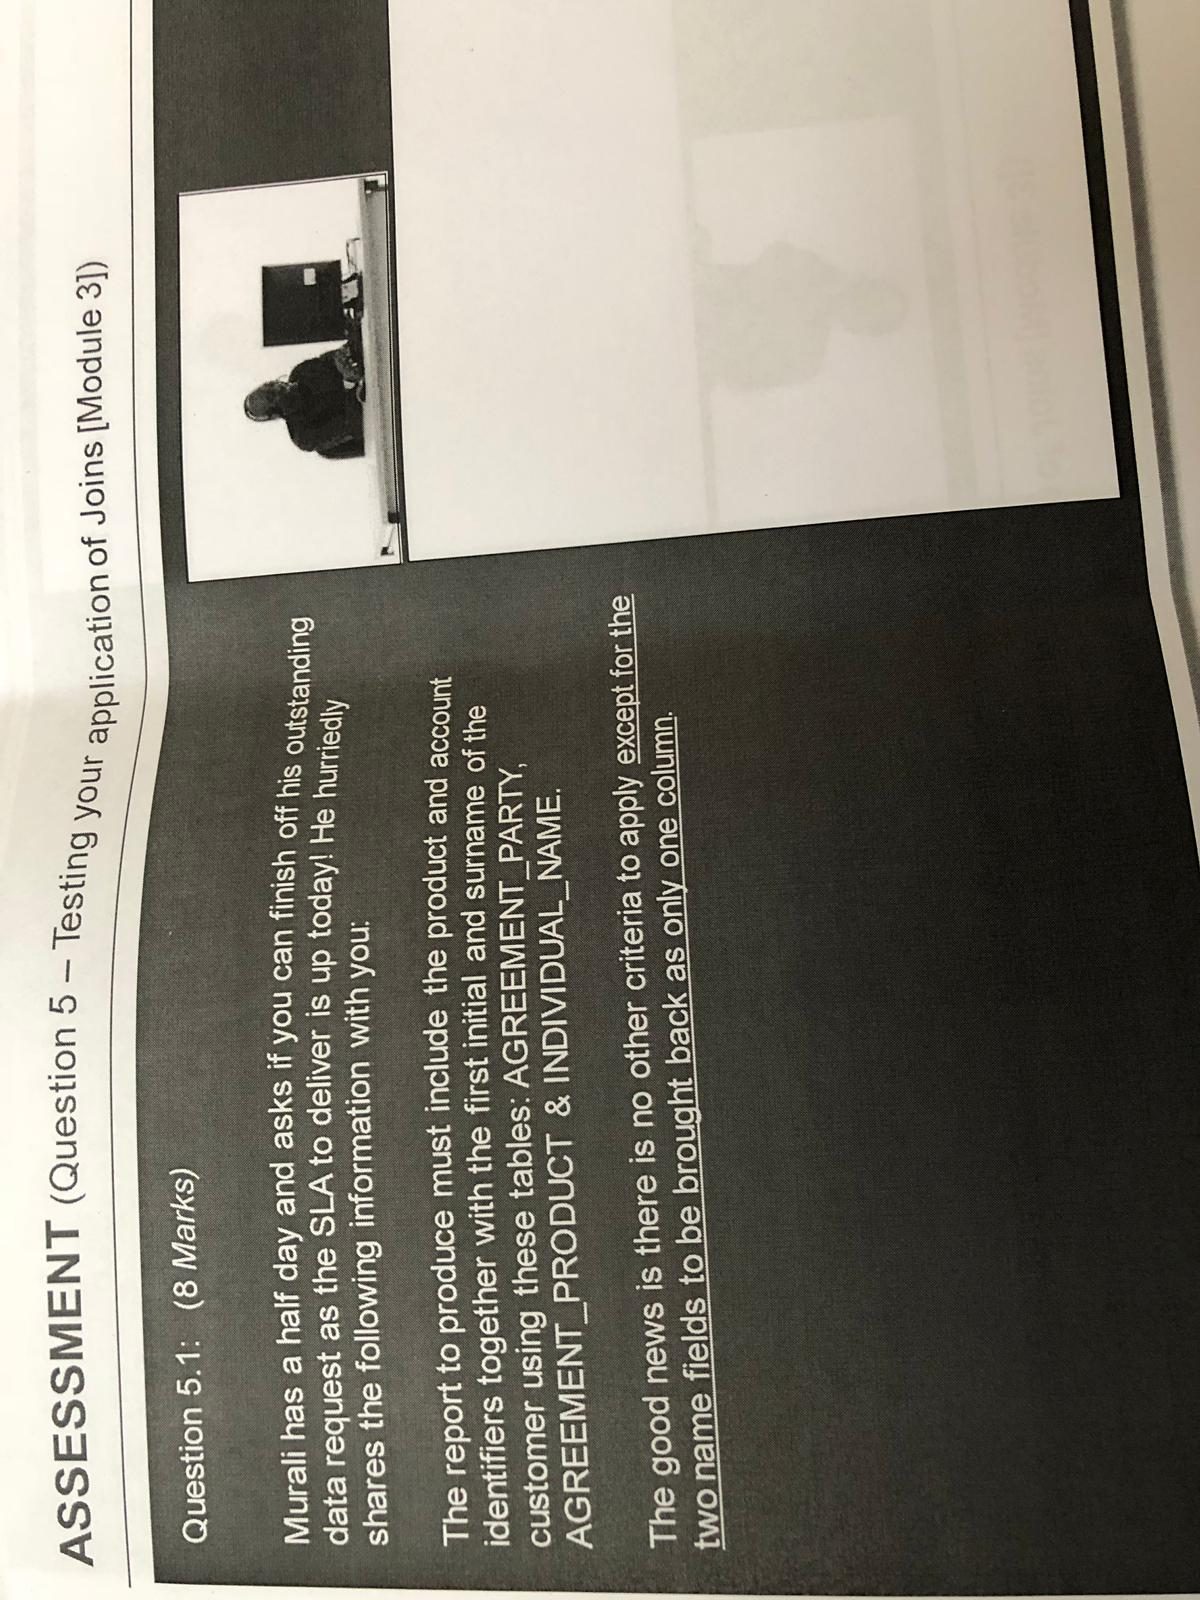 ASSESSMENT (Question 5 – Testing your application of Joins [Module 3])
Question 5.1: (8 Marks)
Murali has a half day and asks if you can finish off his outstanding
data request as the SLA to deliver is up today! He hurriedly
shares the following information with you:
The report to produce must include the product and account
identifiers together with the first initial and surname of the
customer using these tables: AGREEMENT_PARTY,
AGREEMENT_PRODUCT & INDIVIDUAL_NAME.
The good news is there is no other criteria to apply except for the
two name fields to be brought back as only one column.